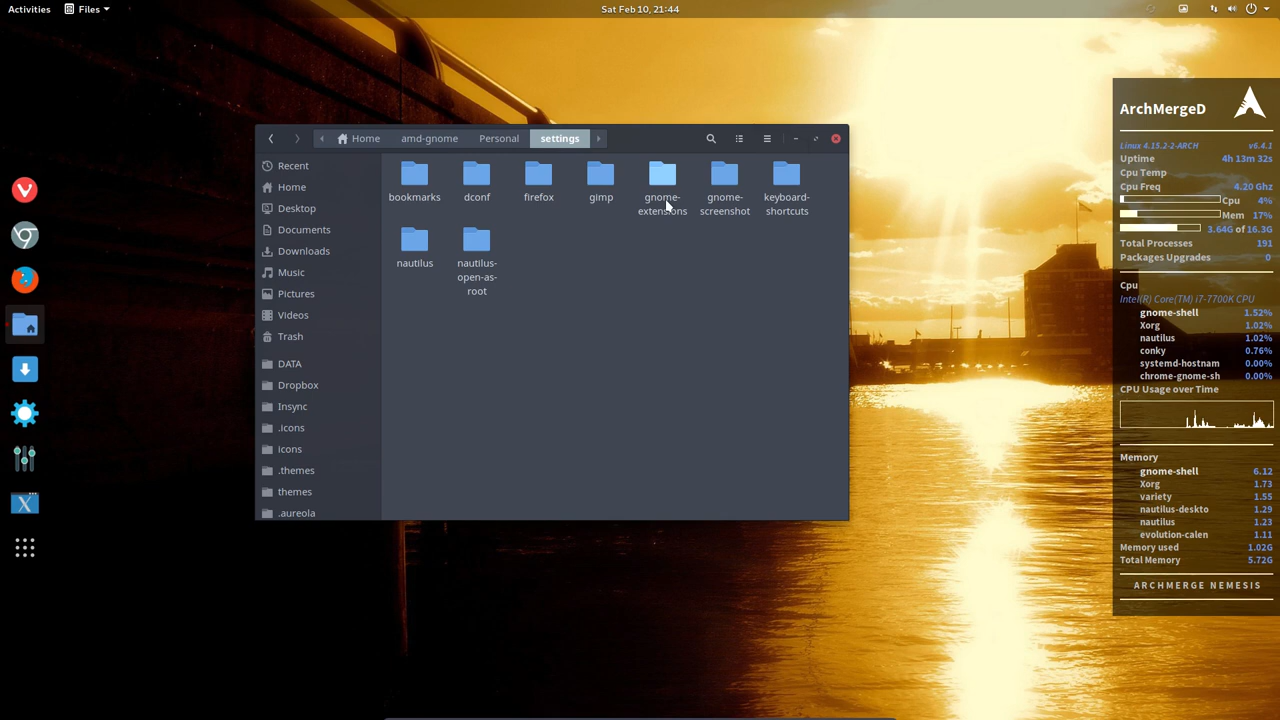 Activities
Files
Sat Feb 10, 21:44
Home
amd-gnome
Personal
settings
Recent
Home
Desktop
Documents
Downloads
Music
Pictures
Videos
Trash
DATA
Dropbox
Insync
.icons
icons
.themes
themes
.aureola
bookmarks
dconf
firefox
gimp
gnome-
extensions
gnome-
screenshot
keyboard-
shortcuts
nautilus
nautilus-
open-as-
root
ArchMergeD
Linux 4.15.2-2-ARCH v6.4.1
Uptime 4h 13m 32s
Cpu Temp
Cpu Freq 4.20 Ghz
Cpu 4%
Mem 17%
3.64G of 16.3G
Total Processes 191
Packages Upgrades 0
Cpu
Intel(R) Core(TM) i7-7700K CPU
gnome-shell 1.52%
Xorg 1.02%
nautilus 1.02%
conky 0.76%
systemd-hostnam 0.00%
chrome-gnome-sh 0.00%
CPU Usage over Time
Memory
gnome-shell 6.12
Xorg 1.73
variety 1.55
nautilus-deskto 1.29
nautilus 1.23
evolution-calen 1.11
Memory used 1.02G
Total Memory 5.72G
ARCHMERGE NEMESIS